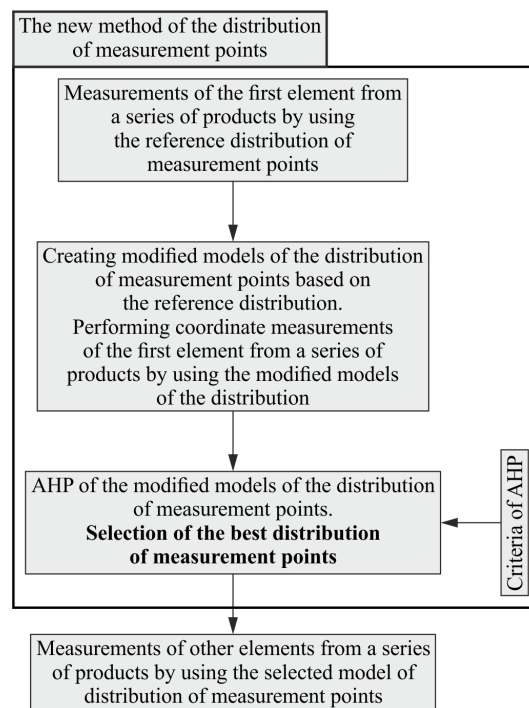 The new method of the distribution
of measurement points
Measurements of the first element from
a series of products by using
the reference distribution of
measurement points
Creating modified models of the distribution
of measurement points based on
the reference distribution.
Performing coordinate measurements
of the first element from a series of
products by using the modified models
of the distribution
AHP of the modified models of the distribution
of measurement points.
Selection of the best distribution
of measurement points
Criteria of AHP
Measurements of other elements from a series
of products by using the selected model of
distribution of measurement points